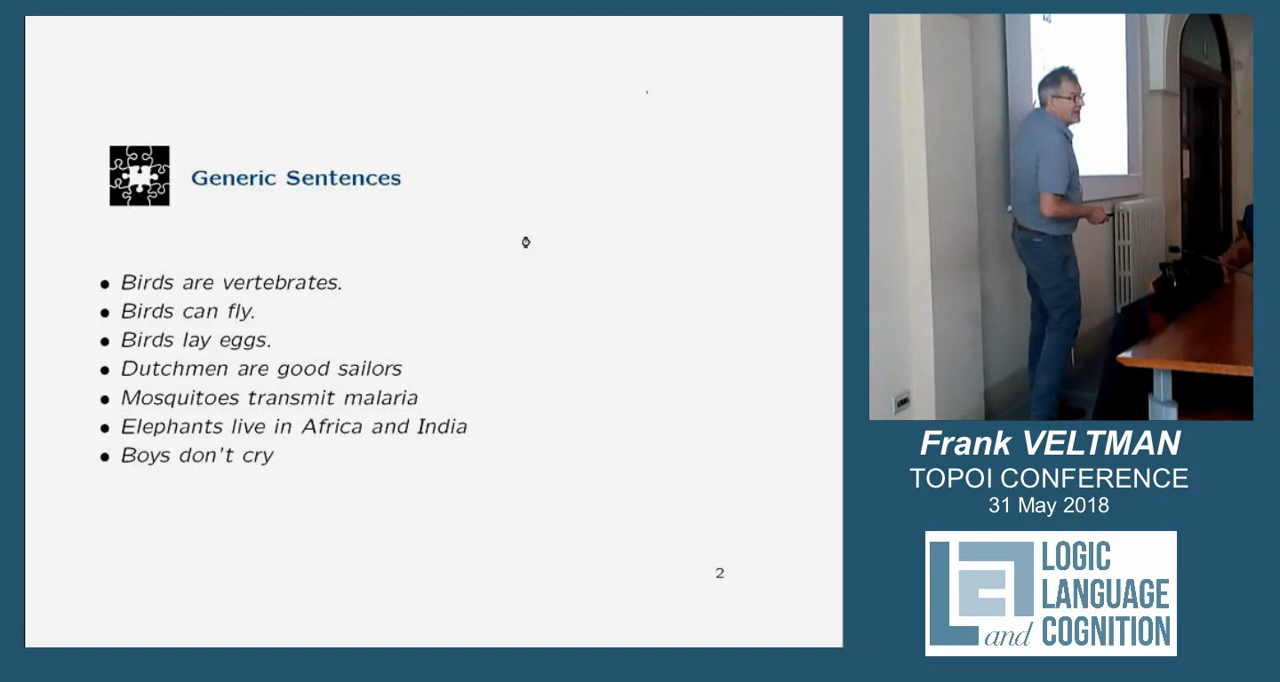 Generic Sentences
• Birds are vertebrates.
• Birds can fly.
• Birds lay eggs.
• Dutchmen are good sailors
• Mosquitoes transmit malaria
• Elephants live in Africa and India
• Boys don't cry
2
Frank VELTMAN
TOPOI CONFERENCE
31 May 2018
LOGIC
LANGUAGE
and COGNITION